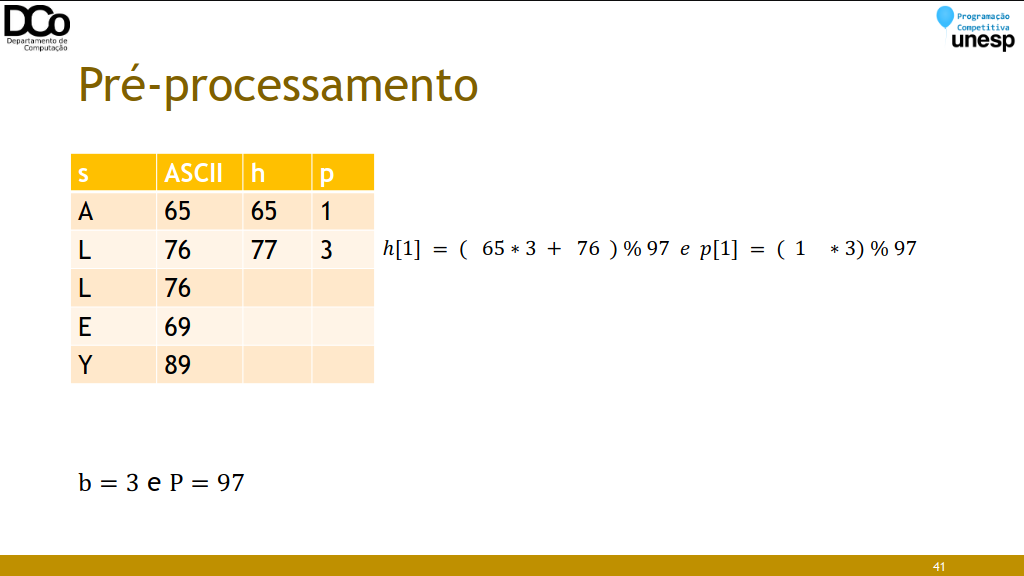 DCo
Departamento de
Computação
Programação
Competitiva
unesp
Pré-processamento
s ASCII h p
A 65 65 1
L 76 77 3 h[1] = ( 65 ∗ 3 + 76 ) % 97 e p[1] = ( 1 ∗ 3) % 97
L 76
E 69
Y 89
b = 3 e P = 97
41